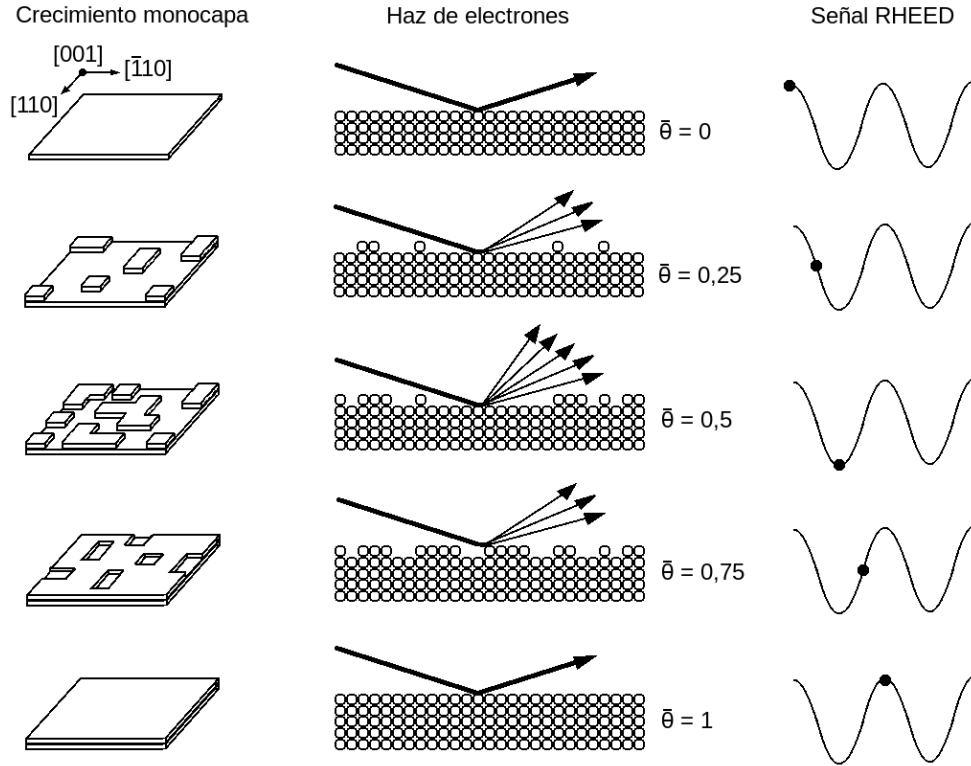 Crecimiento monocapa
Haz de electrones
Señal RHEED
[001]
[1̅10]
[110]
θ̅ = 0
θ̅ = 0,25
θ̅ = 0,5
θ̅ = 0,75
θ̅ = 1